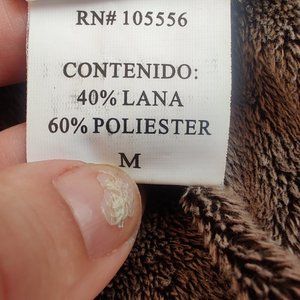 RN# 105556
CONTENIDO:
40% LANA
60% POLIESTER
M